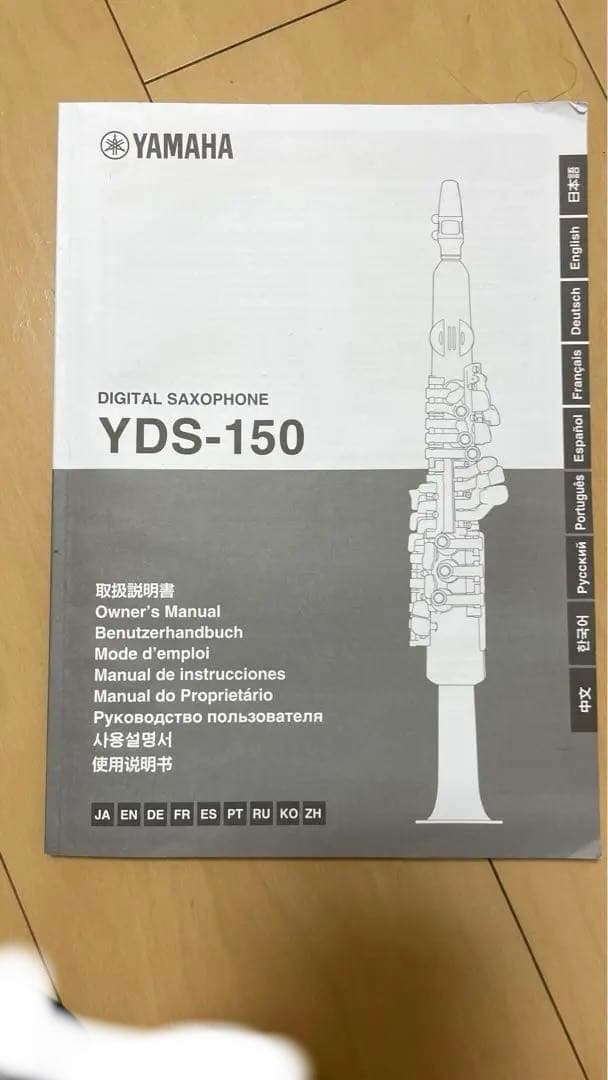 YAMAHA
DIGITAL SAXOPHONE
YDS-150
取扱説明書
Owner's Manual
Benutzerhandbuch
Mode d'emploi
Manual de instrucciones
Manual do Proprietário
Руководство пользователя
사용설명서
使用说明书
JA EN DE FR ES PT RU KO ZH
日本語
English
Deutsch
Français
Español
Português
Русский
한국어
中文